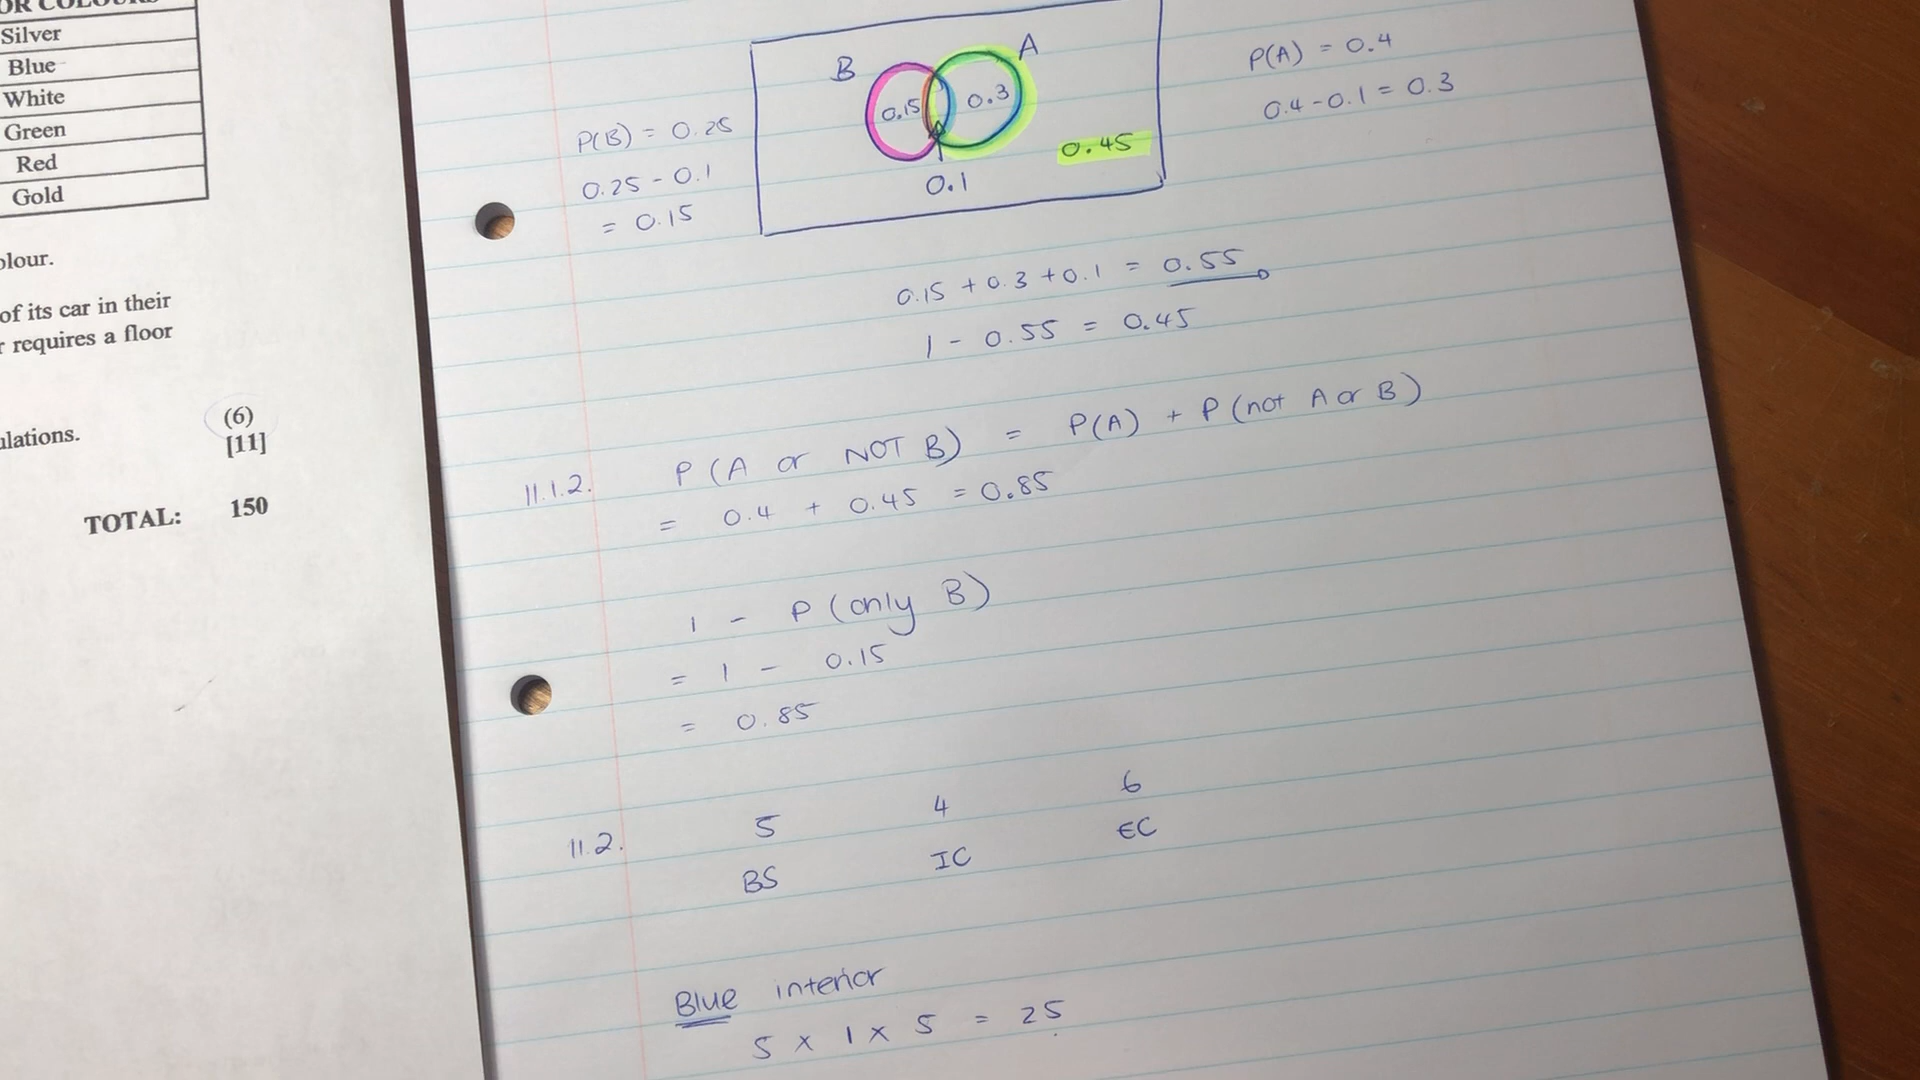 OR COLOURS
Silver
Blue
White
Green
Red
Gold
olour.
of its car in their
r requires a floor
ulations. (6)
[11]
TOTAL: 150
B A
0.15 0.3
0.1
0.45
P(B) = 0.25
0.25 - 0.1
= 0.15
P(A) = 0.4
0.4 - 0.1 = 0.3
0.15 + 0.3 + 0.1 = 0.55
1 - 0.55 = 0.45
11.1.2. P (A or NOT B) = P(A) + P (not A or B)
= 0.4 + 0.45 = 0.85
1 - P (only B)
= 1 - 0.15
= 0.85
11.2. 5 4 6
BS IC EC
Blue interior
5 x 1 x 5 = 25